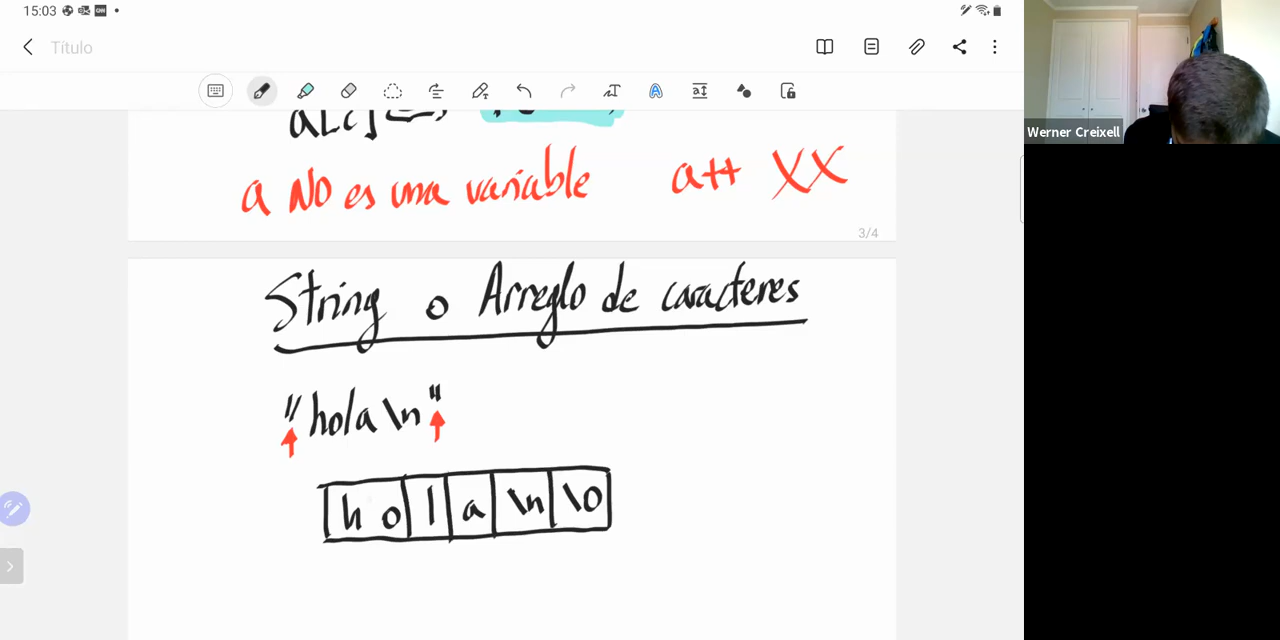 15:03
Título
a NO es una variable a++ XX
3/4
String o Arreglo de caracteres
"hola\n"
h o l a \n \0
Werner Creixell